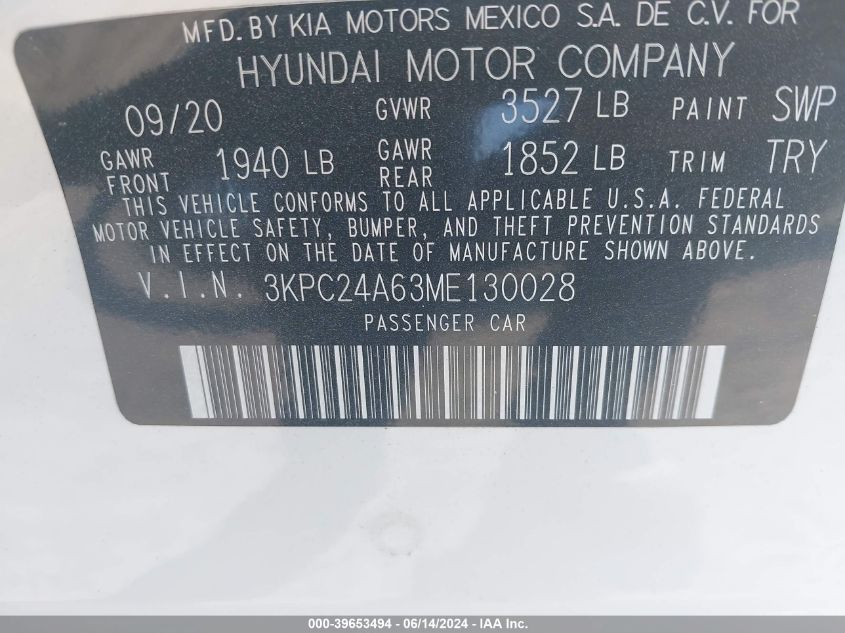 MFD. BY KIA MOTORS MEXICO S.A. DE C.V. FOR
HYUNDAI MOTOR COMPANY
09/20 GVWR 3527 LB PAINT SWP
GAWR FRONT 1940 LB GAWR REAR 1852 LB TRIM TRY
THIS VEHICLE CONFORMS TO ALL APPLICABLE U.S.A. FEDERAL
MOTOR VEHICLE SAFETY, BUMPER, AND THEFT PREVENTION STANDARDS
IN EFFECT ON THE DATE OF MANUFACTURE SHOWN ABOVE.
V.I.N. 3KPC24A63ME130028
PASSENGER CAR
000-39653494 - 06/14/2024 - IAA Inc.